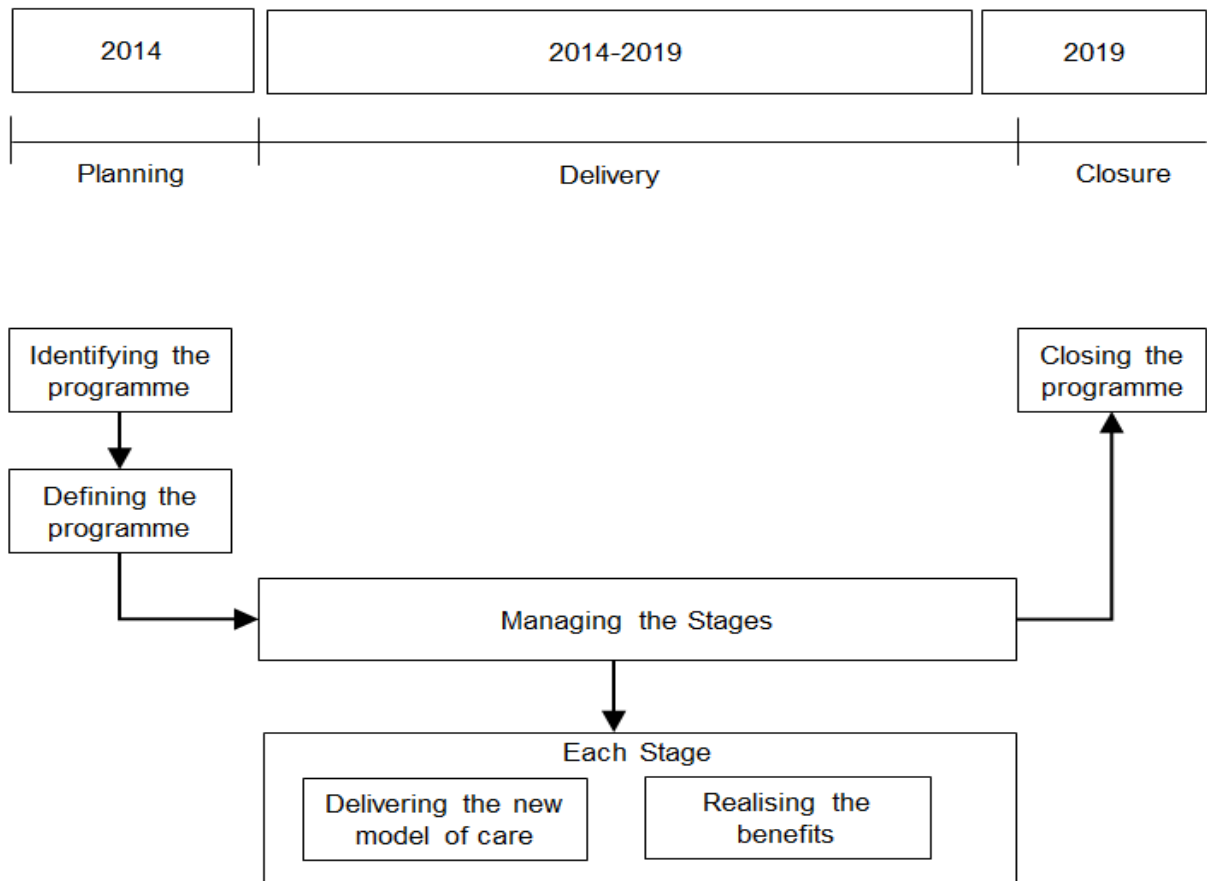 2014
2014-2019
2019
Planning
Delivery
Closure
Identifying the
programme
Closing the
programme
Defining the
programme
Managing the Stages
Each Stage
Delivering the new
model of care
Realising the
benefits